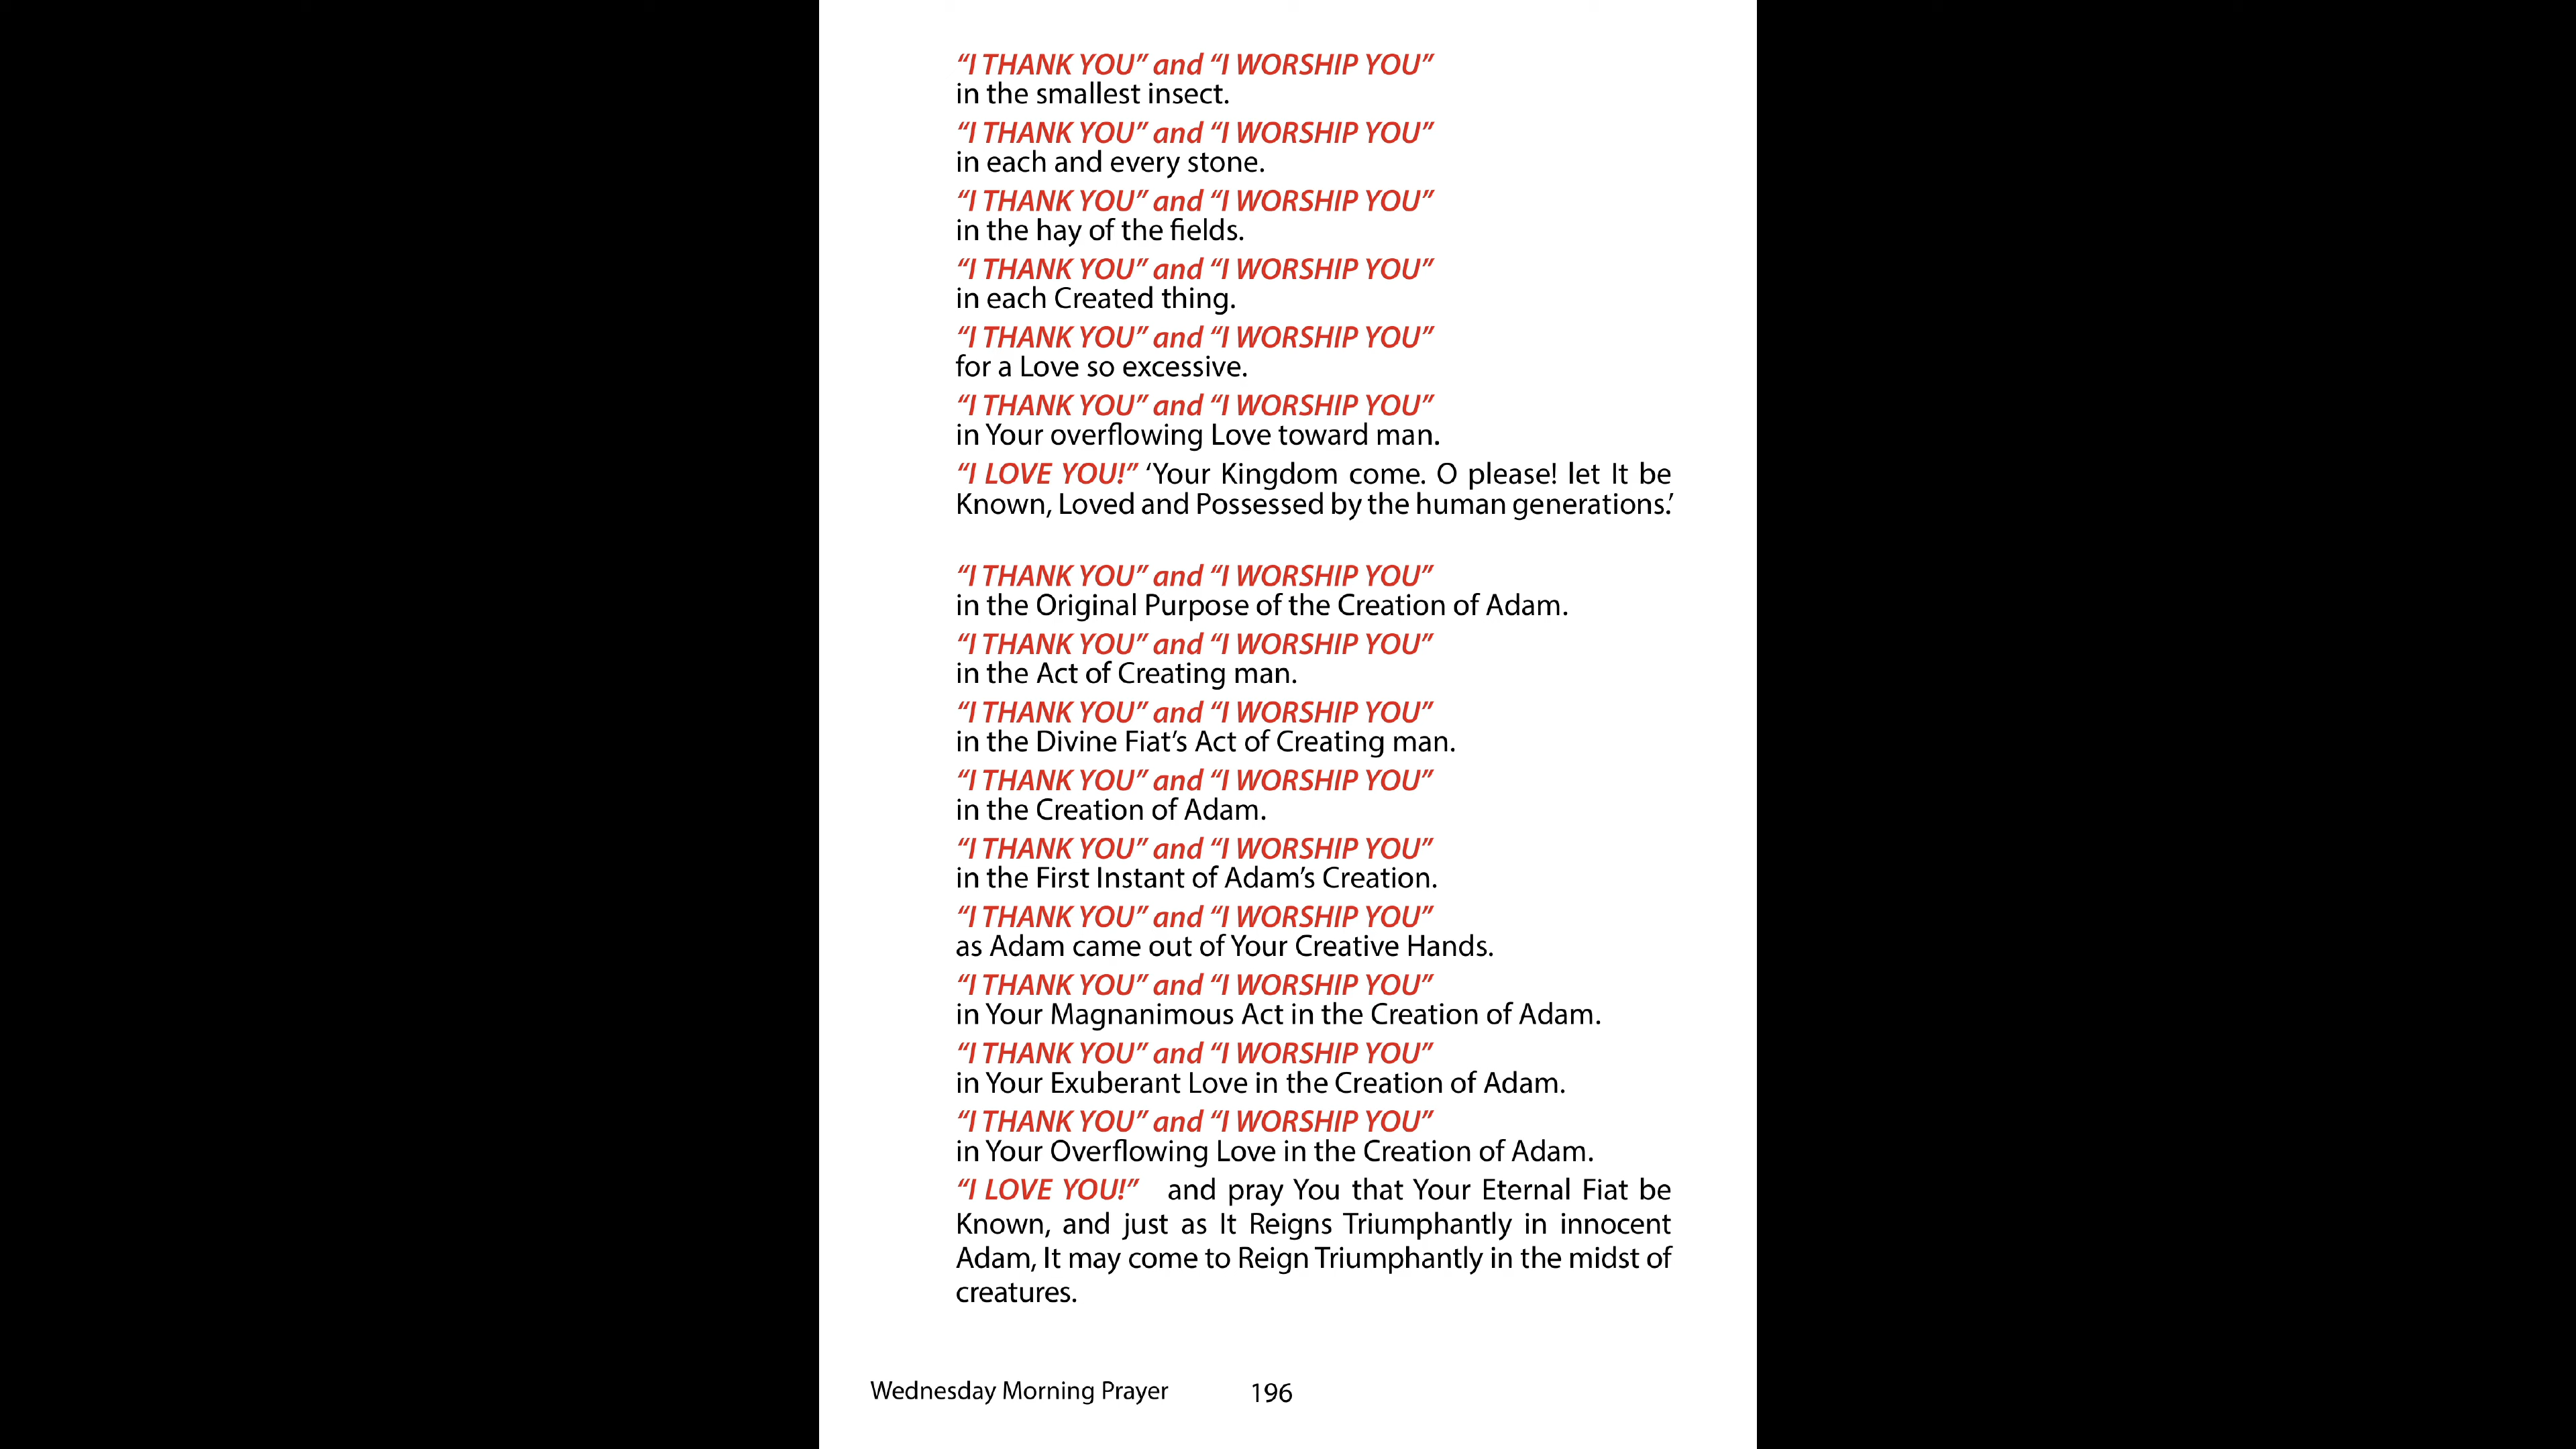 “I THANK YOU” and “I WORSHIP YOU”
in the smallest insect.
“I THANK YOU” and “I WORSHIP YOU”
in each and every stone.
“I THANK YOU” and “I WORSHIP YOU”
in the hay of the fields.
“I THANK YOU” and “I WORSHIP YOU”
in each Created thing.
“I THANK YOU” and “I WORSHIP YOU”
for a Love so excessive.
“I THANK YOU” and “I WORSHIP YOU”
in Your overflowing Love toward man.
“I LOVE YOU!” ‘Your Kingdom come. O please! let It be
Known, Loved and Possessed by the human generations.’
“I THANK YOU” and “I WORSHIP YOU”
in the Original Purpose of the Creation of Adam.
“I THANK YOU” and “I WORSHIP YOU”
in the Act of Creating man.
“I THANK YOU” and “I WORSHIP YOU”
in the Divine Fiat’s Act of Creating man.
“I THANK YOU” and “I WORSHIP YOU”
in the Creation of Adam.
“I THANK YOU” and “I WORSHIP YOU”
in the First Instant of Adam’s Creation.
“I THANK YOU” and “I WORSHIP YOU”
as Adam came out of Your Creative Hands.
“I THANK YOU” and “I WORSHIP YOU”
in Your Magnanimous Act in the Creation of Adam.
“I THANK YOU” and “I WORSHIP YOU”
in Your Exuberant Love in the Creation of Adam.
“I THANK YOU” and “I WORSHIP YOU”
in Your Overflowing Love in the Creation of Adam.
“I LOVE YOU!” and pray You that Your Eternal Fiat be
Known, and just as It Reigns Triumphantly in innocent
Adam, It may come to Reign Triumphantly in the midst of
creatures.
Wednesday Morning Prayer 196